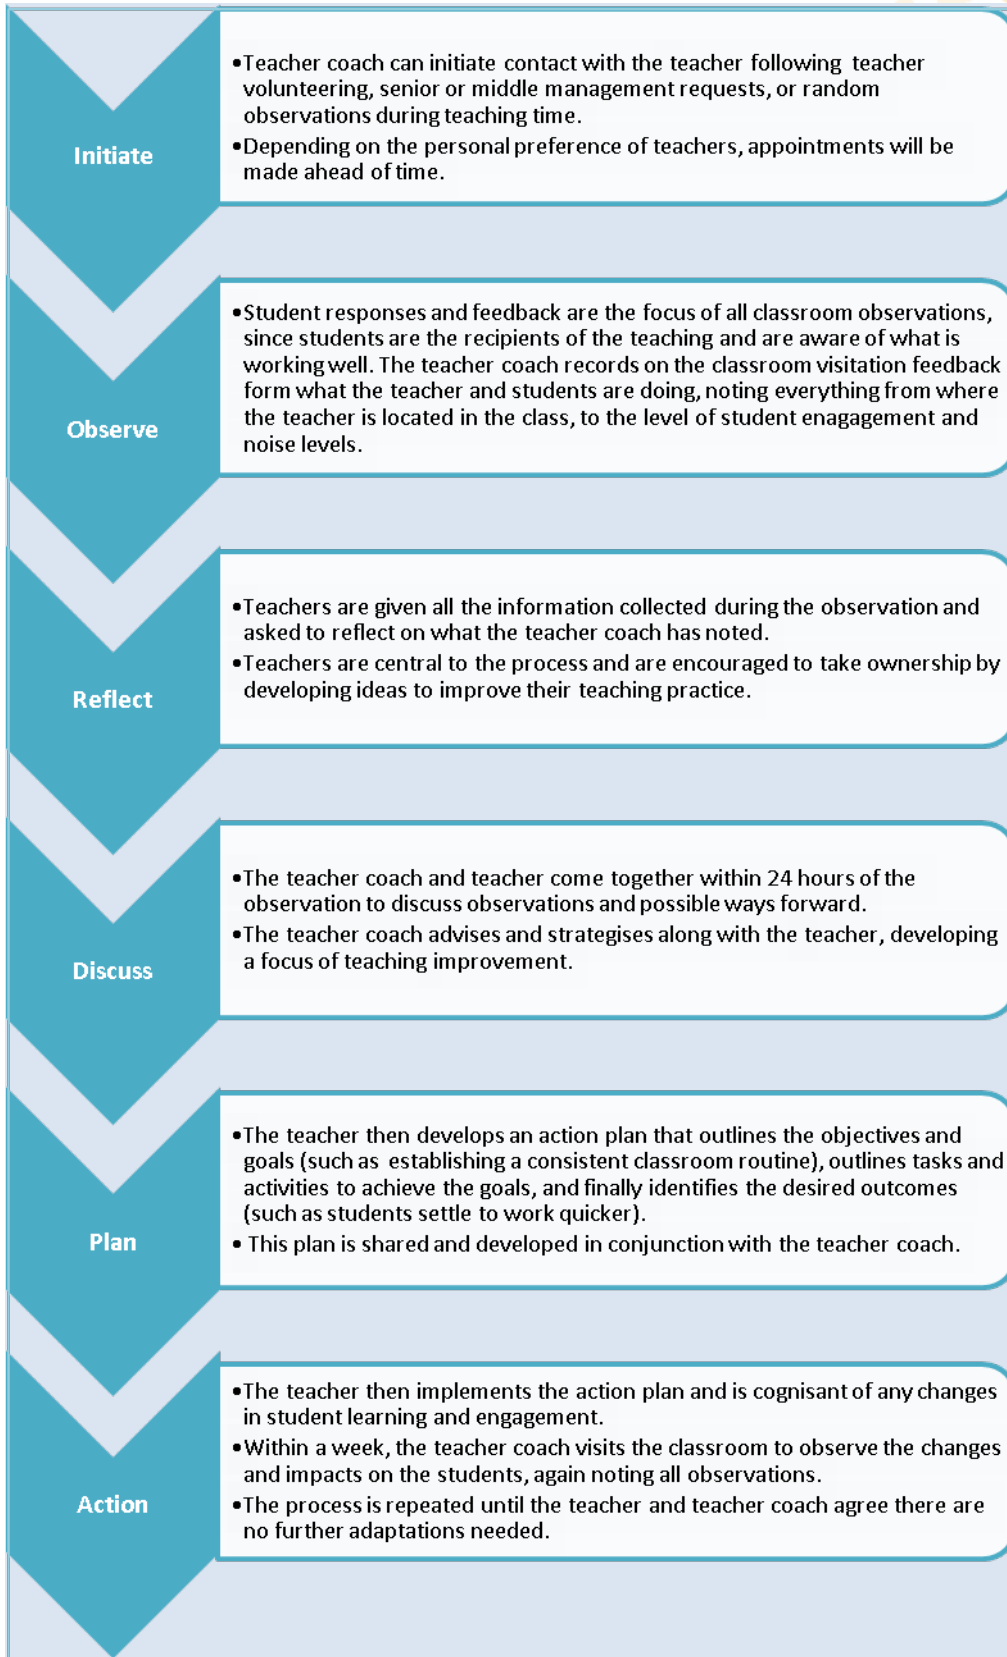 Initiate
•Teacher coach can initiate contact with the teacher following teacher
volunteering, senior or middle management requests, or random
observations during teaching time.
•Depending on the personal preference of teachers, appointments will be
made ahead of time.
Observe
•Student responses and feedback are the focus of all classroom observations,
since students are the recipients of the teaching and are aware of what is
working well. The teacher coach records on the classroom visitation feedback
form what the teacher and students are doing, noting everything from where
the teacher is located in the class, to the level of student enagagement and
noise levels.
Reflect
•Teachers are given all the information collected during the observation and
asked to reflect on what the teacher coach has noted.
•Teachers are central to the process and are encouraged to take ownership by
developing ideas to improve their teaching practice.
Discuss
•The teacher coach and teacher come together within 24 hours of the
observation to discuss observations and possible ways forward.
•The teacher coach advises and strategises along with the teacher, developing
a focus of teaching improvement.
Plan
•The teacher then develops an action plan that outlines the objectives and
goals (such as establishing a consistent classroom routine), outlines tasks and
activities to achieve the goals, and finally identifies the desired outcomes
(such as students settle to work quicker).
• This plan is shared and developed in conjunction with the teacher coach.
Action
•The teacher then implements the action plan and is cognisant of any changes
in student learning and engagement.
•Within a week, the teacher coach visits the classroom to observe the changes
and impacts on the students, again noting all observations.
•The process is repeated until the teacher and teacher coach agree there are
no further adaptations needed.